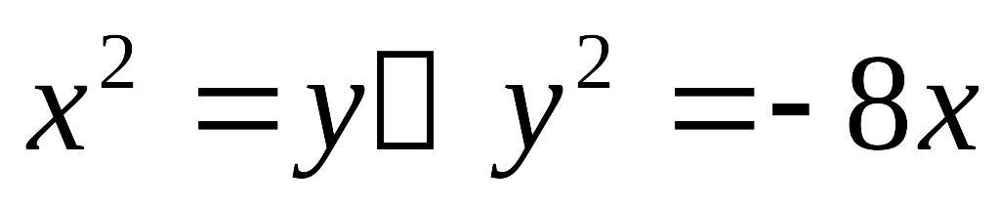 x² = y▯ y² = - 8x